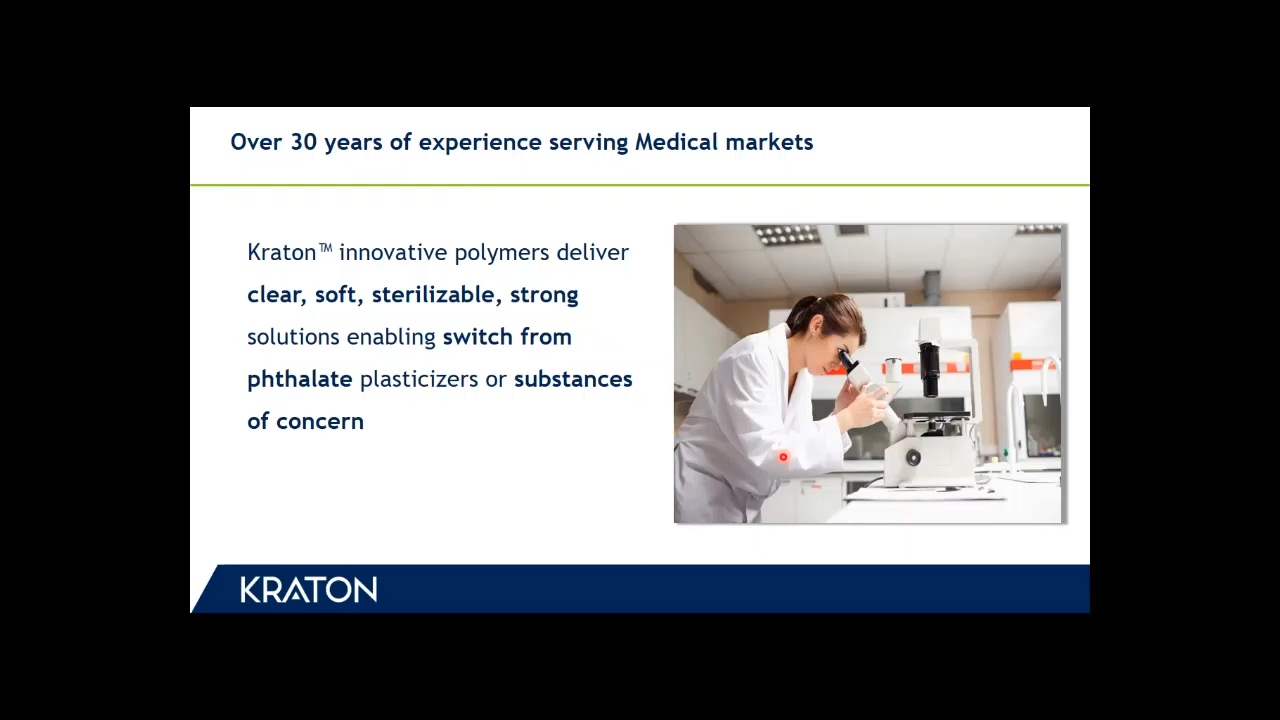 Over 30 years of experience serving Medical markets
Kraton™ innovative polymers deliver
clear, soft, sterilizable, strong
solutions enabling switch from
phthalate plasticizers or substances
of concern
KRATON